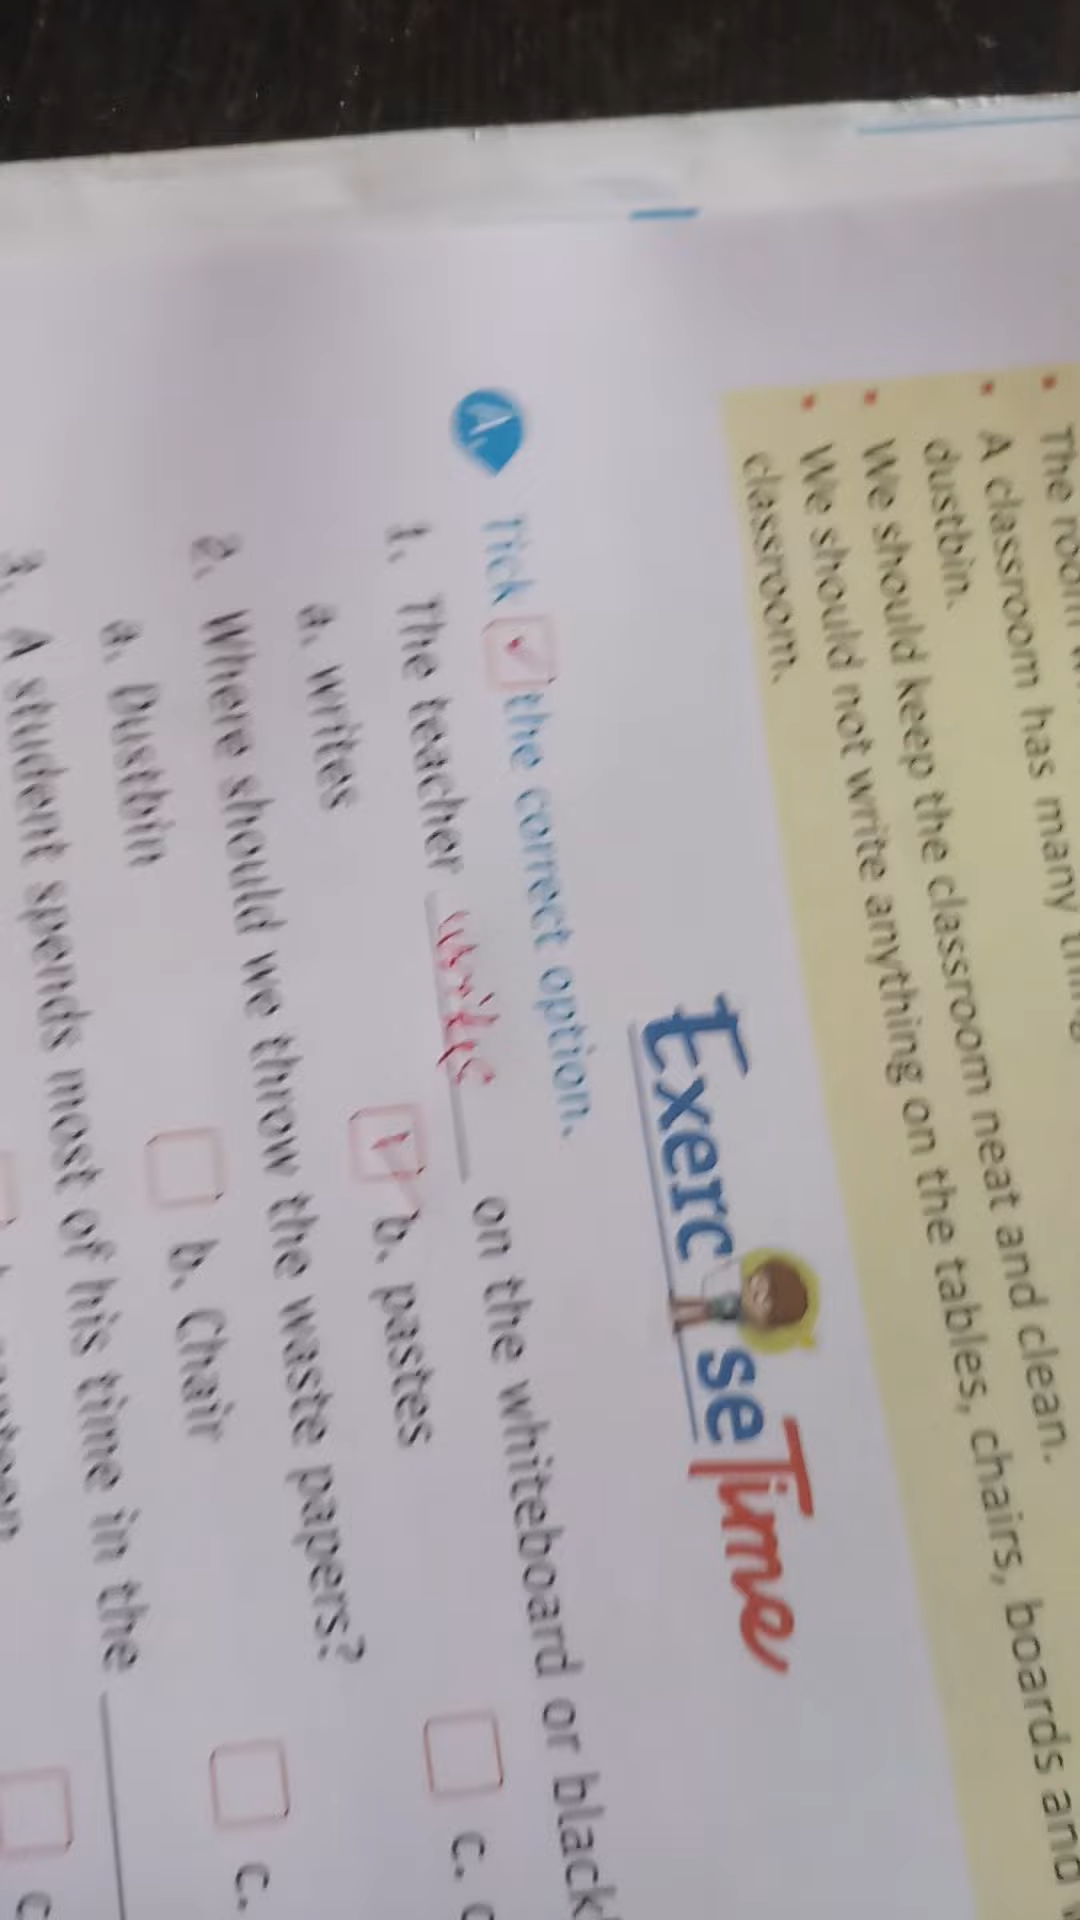 The room
A classroom has many
dustbin.
We should keep the classroom neat and clean.
We should not write anything on the tables, chairs, boards and
classroom.
Exercise Time
A. Tick ✓ the correct option.
1. The teacher writes on the whiteboard or black
a. writes b. pastes c.
2. Where should we throw the waste papers?
a. Dustbin b. Chair c.
3. A student spends most of his time in the